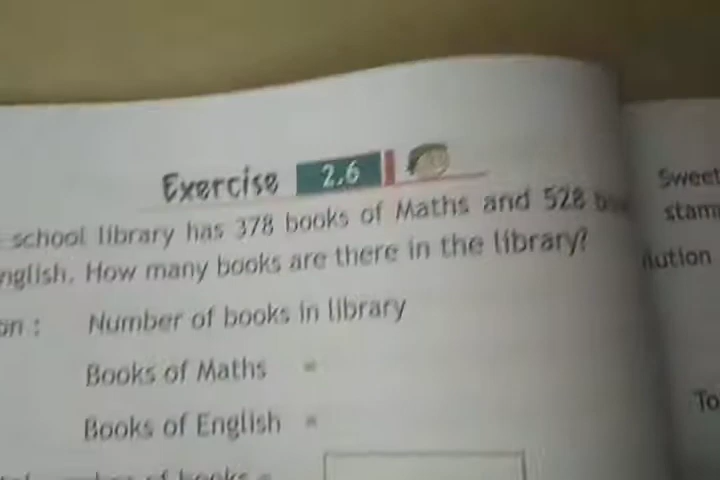 Exercise 2.6
school library has 378 books of Maths and 528
nglish. How many books are there in the library?
on : Number of books in library
Books of Maths =
Books of English =
books =
Sweet
stam
lution
To